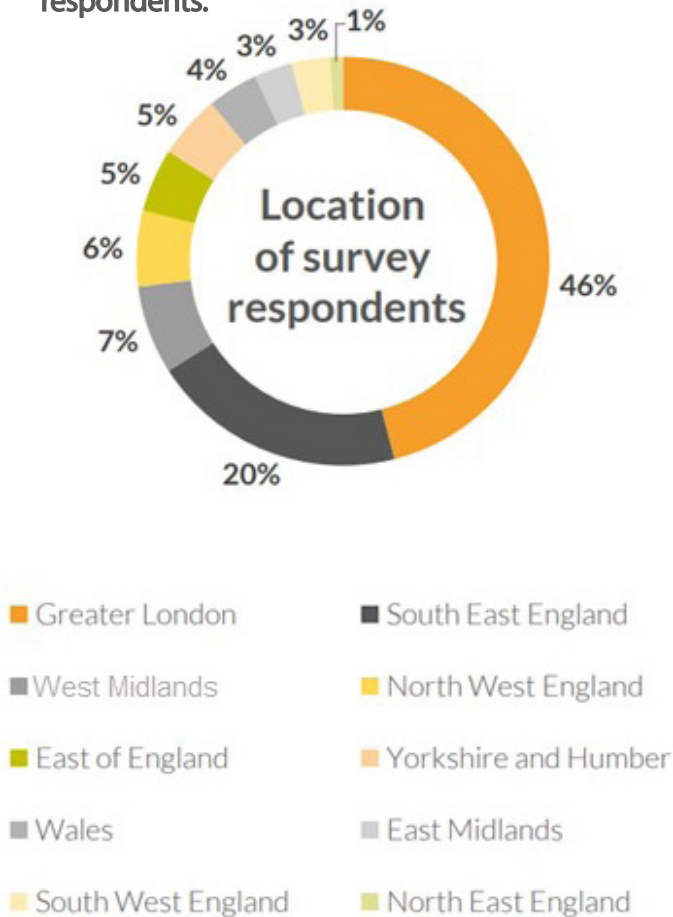 respondents.
3% 1%
3%
4%
5%
5%
6%
7%
20%
46%
Location
of survey
respondents
Greater London
South East England
West Midlands
North West England
East of England
Yorkshire and Humber
Wales
East Midlands
South West England
North East England